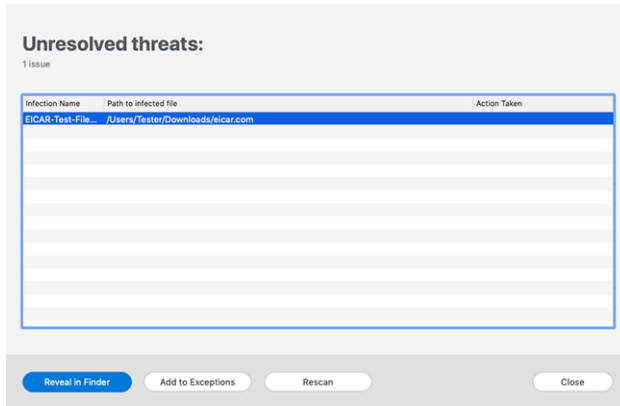 Unresolved threats:
1 issue
Infection Name Path to infected file Action Taken
EICAR-Test-File... /Users/Tester/Downloads/eicar.com
Reveal in Finder Add to Exceptions Rescan Close